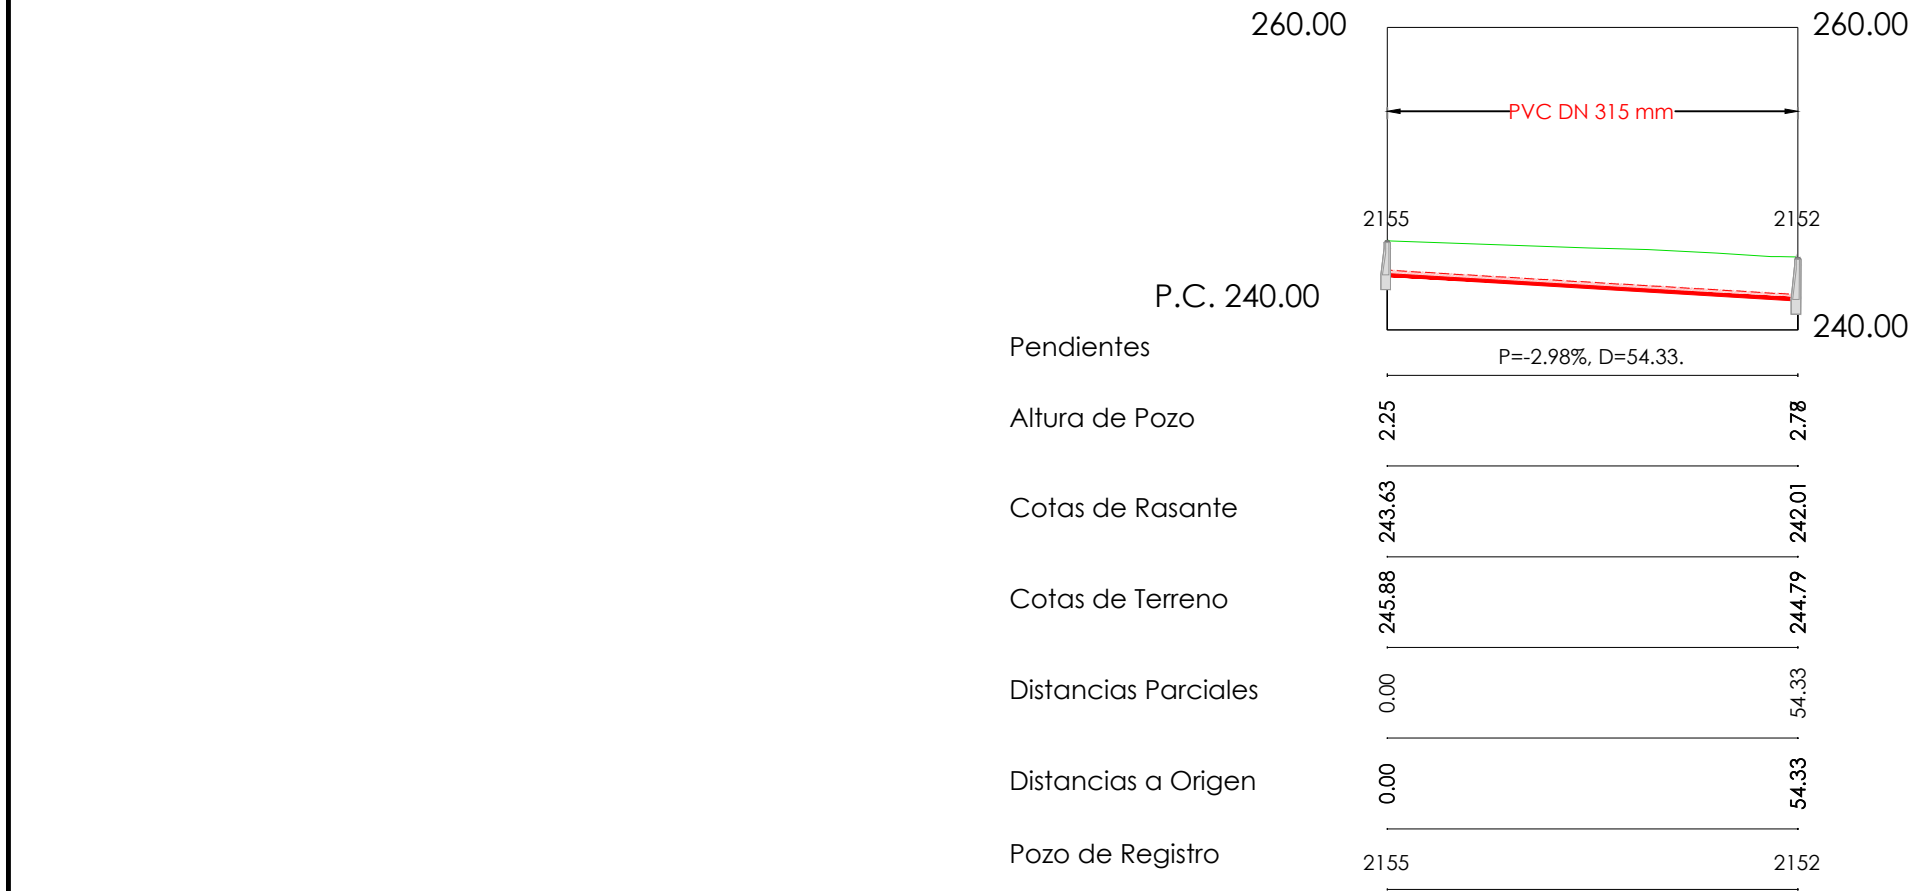 260.00 260.00
PVC DN 315 mm
2155 2152
P.C. 240.00
240.00
Pendientes P=-2.98%, D=54.33.
Altura de Pozo 2.25 2.78
Cotas de Rasante 243.63 242.01
Cotas de Terreno 245.88 244.79
Distancias Parciales 0.00 54.33
Distancias a Origen 0.00 54.33
Pozo de Registro 2155 2152